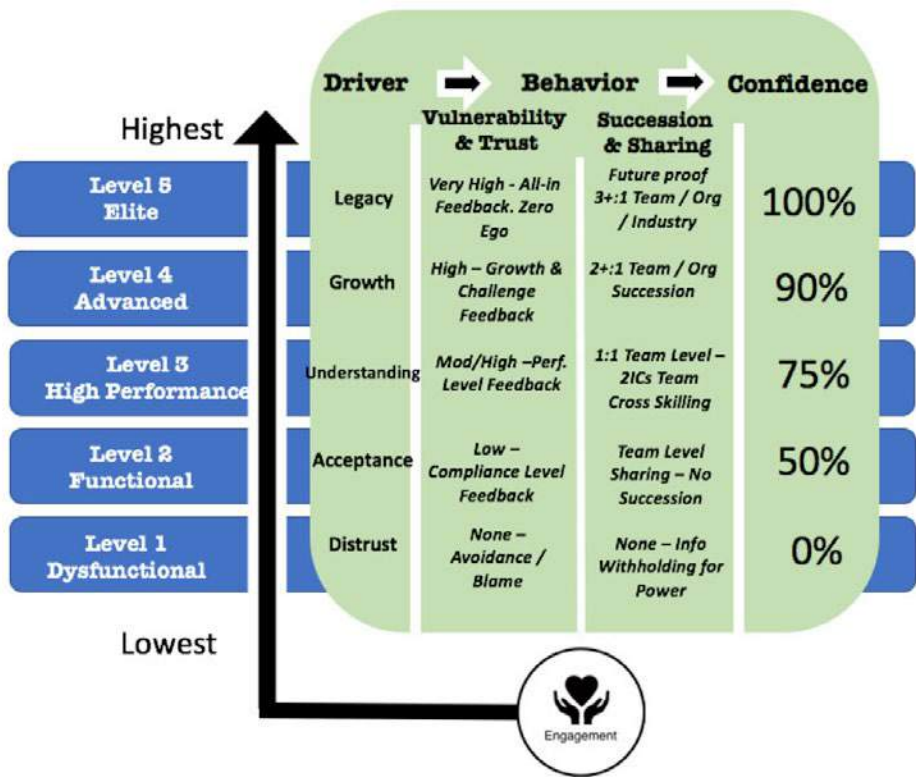 Driver
Behavior
Confidence
Highest
Vulnerability
& Trust
Succession
& Sharing
Level 5
Elite
Legacy
Very High - All-in
Feedback. Zero
Ego
Future proof
3+:1 Team / Org
/ Industry
100%
Level 4
Advanced
Growth
High – Growth &
Challenge
Feedback
2+:1 Team / Org
Succession
90%
Level 3
High Performance
Understanding
Mod/High –Perf.
Level Feedback
1:1 Team Level –
2ICs Team
Cross Skilling
75%
Level 2
Functional
Acceptance
Low –
Compliance Level
Feedback
Team Level
Sharing – No
Succession
50%
Level 1
Dysfunctional
Distrust
None –
Avoidance /
Blame
None – Info
Withholding for
Power
0%
Lowest
Engagement